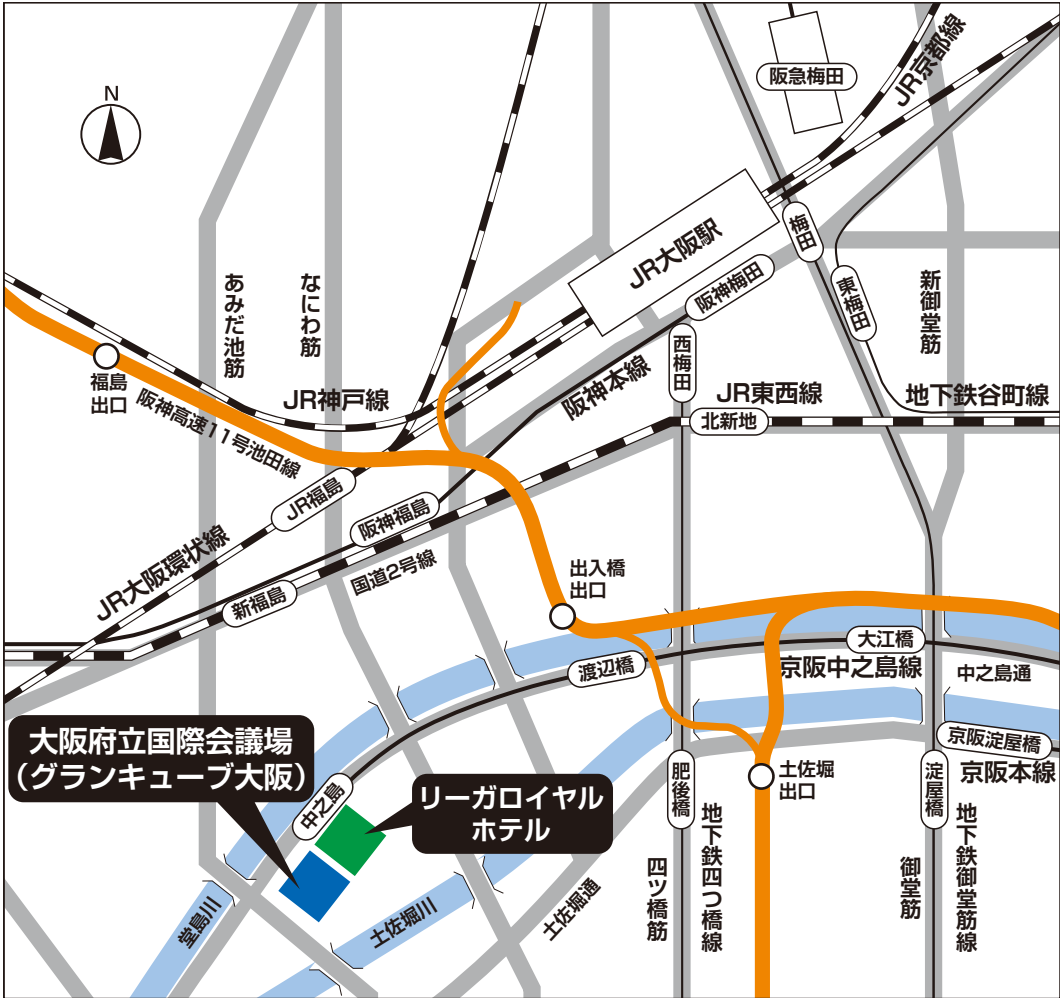 N
阪急梅田
JR京都線
JR大阪駅
梅田
阪神梅田
東梅田
新御堂筋
あみだ池筋
なにわ筋
福島
出口
JR神戸線
阪神高速11号池田線
阪神本線
西梅田
JR東西線
北新地
地下鉄谷町線
JR福島
阪神福島
JR大阪環状線
新福島
国道2号線
出入橋
出口
渡辺橋
大江橋
京阪中之島線
中之島通
大阪府立国際会議場
(グランキューブ大阪)
中之島
リーガロイヤル
ホテル
京阪淀屋橋
京阪本線
肥後橋
土佐堀
出口
淀屋橋
四ツ橋筋
地下鉄四つ橋線
御堂筋
地下鉄御堂筋線
堂島川
土佐堀川
土佐堀通